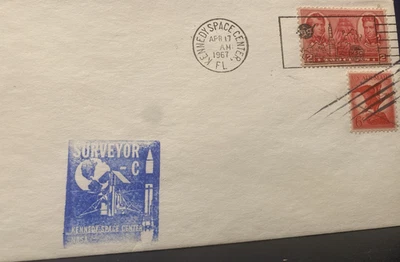 KENNEDY SPACE CENTER,
APR 17
AM
1967
FL
SURVEYOR
- C
KENNEDY SPACE CENTER